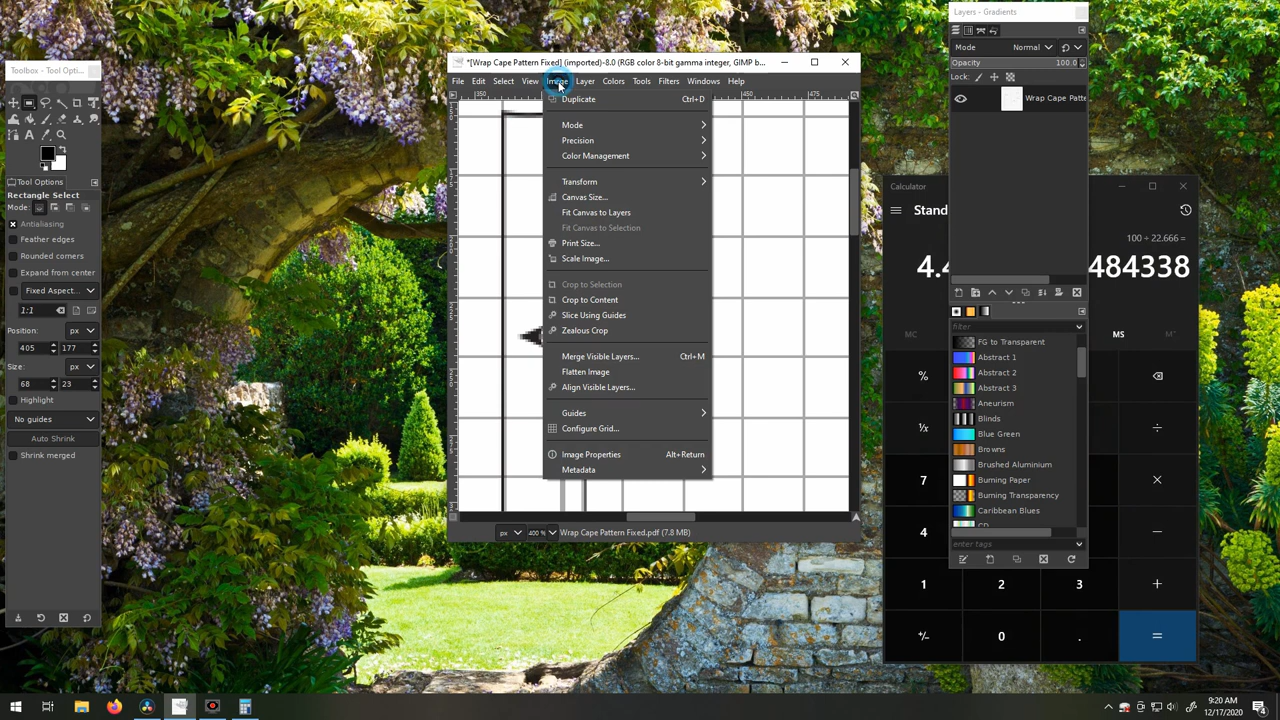 Toolbox - Tool Opti...
Tool Options
Rectangle Select
Mode:
Antialiasing
Feather edges
Rounded corners
Expand from center
Fixed Aspect...
1:1
Position: px
405 177
Size: px
68 23
Highlight
No guides
Auto Shrink
Shrink merged
*[Wrap Cape Pattern Fixed] (imported)-8.0 (RGB color 8-bit gamma integer, GIMP b...
File Edit Select View Image Layer Colors Tools Filters Windows Help
350 450 475
Duplicate Ctrl+D
Mode
Precision
Color Management
Transform
Canvas Size...
Fit Canvas to Layers
Fit Canvas to Selection
Print Size...
Scale Image...
Crop to Selection
Crop to Content
Slice Using Guides
Zealous Crop
Merge Visible Layers... Ctrl+M
Flatten Image
Align Visible Layers...
Guides
Configure Grid...
Image Properties Alt+Return
Metadata
px 400 % Wrap Cape Pattern Fixed.pdf (7.8 MB)
Layers - Gradients
Mode Normal
Opacity 100.0
Lock:
Wrap Cape Patte
filter
FG to Transparent
Abstract 1
Abstract 2
Abstract 3
Aneurism
Blinds
Blue Green
Browns
Brushed Aluminium
Burning Paper
Burning Transparency
Caribbean Blues
CD
enter tags
Calculator
Stand
100 ÷ 22.666 =
4.4 484338
MC MS M˅
%
⅟x ÷
7 ×
4 −
1 2 3 +
+/- 0 . =
9:20 AM
12/17/2020
4